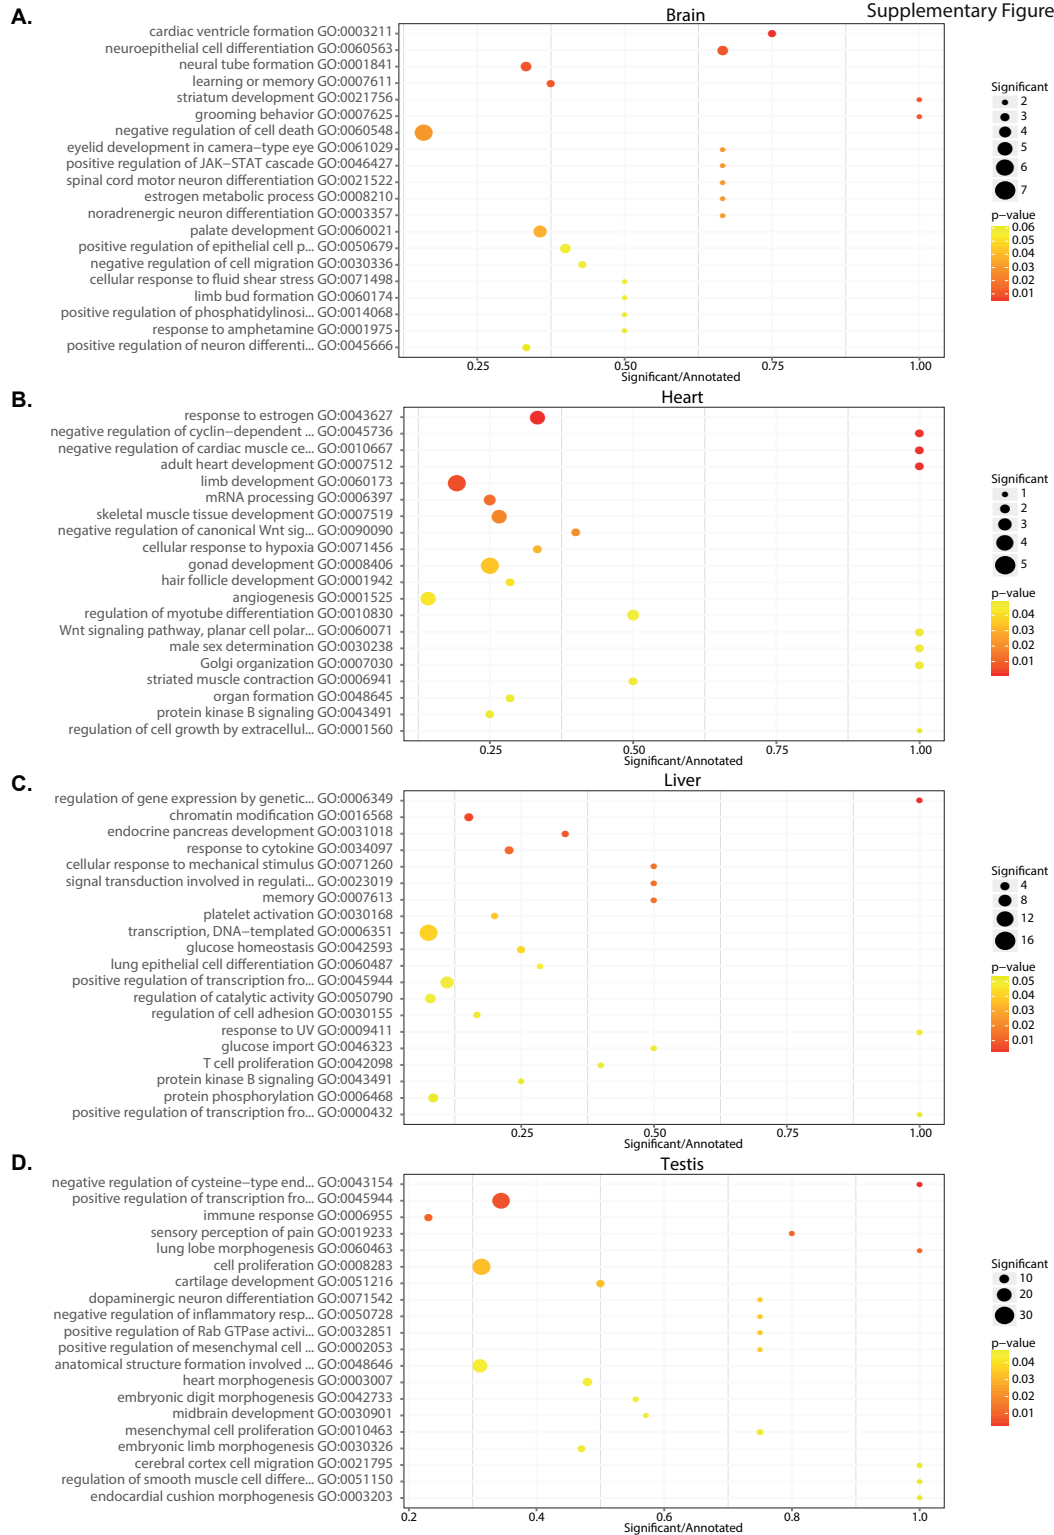 Supplementary Figure
A.
Brain
cardiac ventricle formation GO:0003211
neuroepithelial cell differentiation GO:0060563
neural tube formation GO:0001841
learning or memory GO:0007611
striatum development GO:0021756
grooming behavior GO:0007625
negative regulation of cell death GO:0060548
eyelid development in camera−type eye GO:0061029
positive regulation of JAK−STAT cascade GO:0046427
spinal cord motor neuron differentiation GO:0021522
estrogen metabolic process GO:0008210
noradrenergic neuron differentiation GO:0003357
palate development GO:0060021
positive regulation of epithelial cell p... GO:0050679
negative regulation of cell migration GO:0030336
cellular response to fluid shear stress GO:0071498
limb bud formation GO:0060174
positive regulation of phosphatidylinosi... GO:0014068
response to amphetamine GO:0001975
positive regulation of neuron differenti... GO:0045666
0.25 0.50 0.75 1.00
Significant/Annotated
Significant
2
3
4
5
6
7
p−value
0.06
0.05
0.04
0.03
0.02
0.01
B.
Heart
response to estrogen GO:0043627
negative regulation of cyclin−dependent ... GO:0045736
negative regulation of cardiac muscle ce... GO:0010667
adult heart development GO:0007512
limb development GO:0060173
mRNA processing GO:0006397
skeletal muscle tissue development GO:0007519
negative regulation of canonical Wnt sig... GO:0090090
cellular response to hypoxia GO:0071456
gonad development GO:0008406
hair follicle development GO:0001942
angiogenesis GO:0001525
regulation of myotube differentiation GO:0010830
Wnt signaling pathway, planar cell polar... GO:0060071
male sex determination GO:0030238
Golgi organization GO:0007030
striated muscle contraction GO:0006941
organ formation GO:0048645
protein kinase B signaling GO:0043491
regulation of cell growth by extracellul... GO:0001560
0.25 0.50 0.75 1.00
Significant/Annotated
Significant
1
2
3
4
5
p−value
0.04
0.03
0.02
0.01
C.
Liver
regulation of gene expression by genetic... GO:0006349
chromatin modification GO:0016568
endocrine pancreas development GO:0031018
response to cytokine GO:0034097
cellular response to mechanical stimulus GO:0071260
signal transduction involved in regulati... GO:0023019
memory GO:0007613
platelet activation GO:0030168
transcription, DNA−templated GO:0006351
glucose homeostasis GO:0042593
lung epithelial cell differentiation GO:0060487
positive regulation of transcription fro... GO:0045944
regulation of catalytic activity GO:0050790
regulation of cell adhesion GO:0030155
response to UV GO:0009411
glucose import GO:0046323
T cell proliferation GO:0042098
protein kinase B signaling GO:0043491
protein phosphorylation GO:0006468
positive regulation of transcription fro... GO:0000432
0.25 0.50 0.75 1.00
Significant/Annotated
Significant
4
8
12
16
p−value
0.05
0.04
0.03
0.02
0.01
D.
Testis
negative regulation of cysteine−type end... GO:0043154
positive regulation of transcription fro... GO:0045944
immune response GO:0006955
sensory perception of pain GO:0019233
lung lobe morphogenesis GO:0060463
cell proliferation GO:0008283
cartilage development GO:0051216
dopaminergic neuron differentiation GO:0071542
negative regulation of inflammatory resp... GO:0050728
positive regulation of Rab GTPase activi... GO:0032851
positive regulation of mesenchymal cell ... GO:0002053
anatomical structure formation involved ... GO:0048646
heart morphogenesis GO:0003007
embryonic digit morphogenesis GO:0042733
midbrain development GO:0030901
mesenchymal cell proliferation GO:0010463
embryonic limb morphogenesis GO:0030326
cerebral cortex cell migration GO:0021795
regulation of smooth muscle cell differe... GO:0051150
endocardial cushion morphogenesis GO:0003203
0.2 0.4 0.6 0.8 1.0
Significant/Annotated
Significant
10
20
30
p−value
0.04
0.03
0.02
0.01